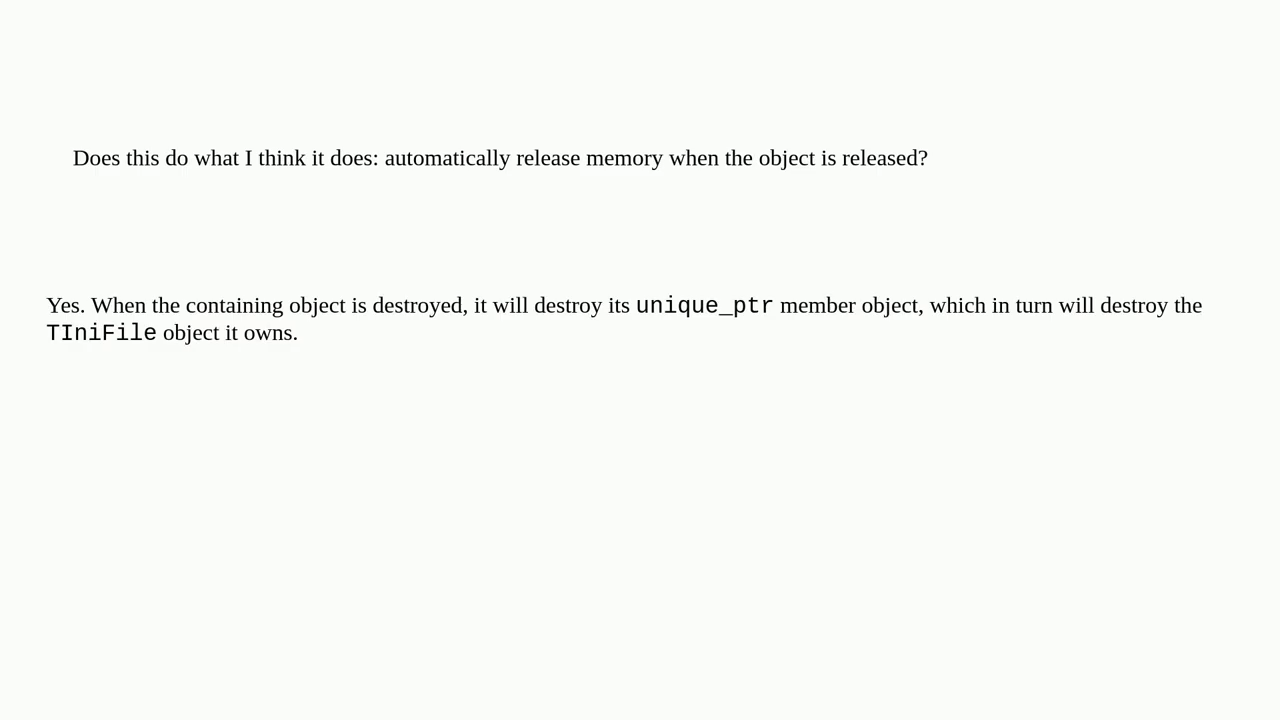 Does this do what I think it does: automatically release memory when the object is released?
Yes. When the containing object is destroyed, it will destroy its unique_ptr member object, which in turn will destroy the
TIniFile object it owns.